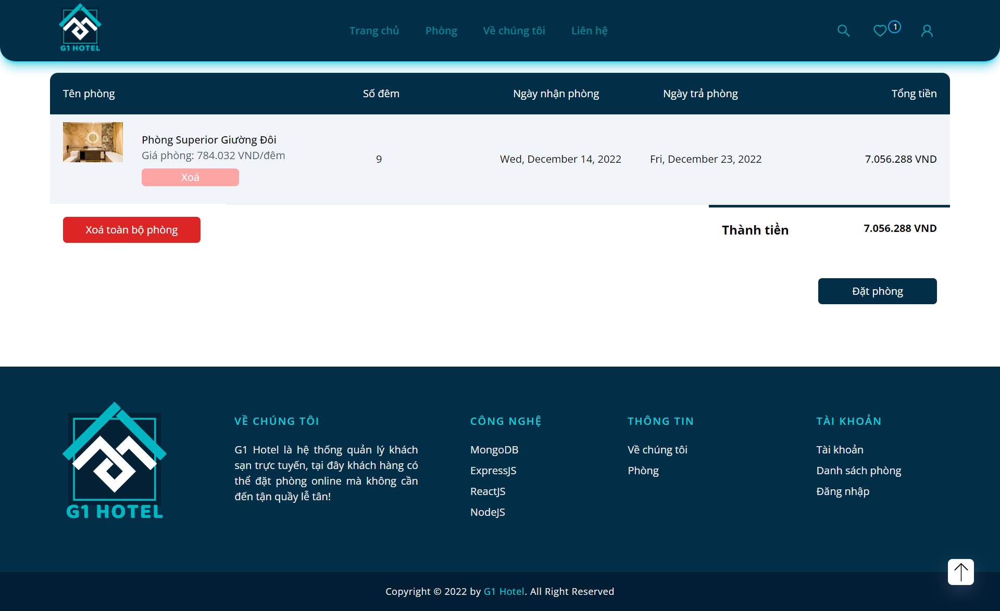 G1 HOTEL
Trang chủ
Phòng
Về chúng tôi
Liên hệ
1
Tên phòng
Số đêm
Ngày nhận phòng
Ngày trả phòng
Tổng tiền
Phòng Superior Giường Đôi
Giá phòng: 784.032 VND/đêm
Xoá
9
Wed, December 14, 2022
Fri, December 23, 2022
7.056.288 VND
Xoá toàn bộ phòng
Thành tiền
7.056.288 VND
Đặt phòng
G1 HOTEL
VỀ CHÚNG TÔI
G1 Hotel là hệ thống quản lý khách
sạn trực tuyến, tại đây khách hàng có
thể đặt phòng online mà không cần
đến tận quầy lễ tân!
CÔNG NGHỆ
MongoDB
ExpressJS
ReactJS
NodeJS
THÔNG TIN
Về chúng tôi
Phòng
TÀI KHOẢN
Tài khoản
Danh sách phòng
Đăng nhập
Copyright © 2022 by G1 Hotel. All Right Reserved